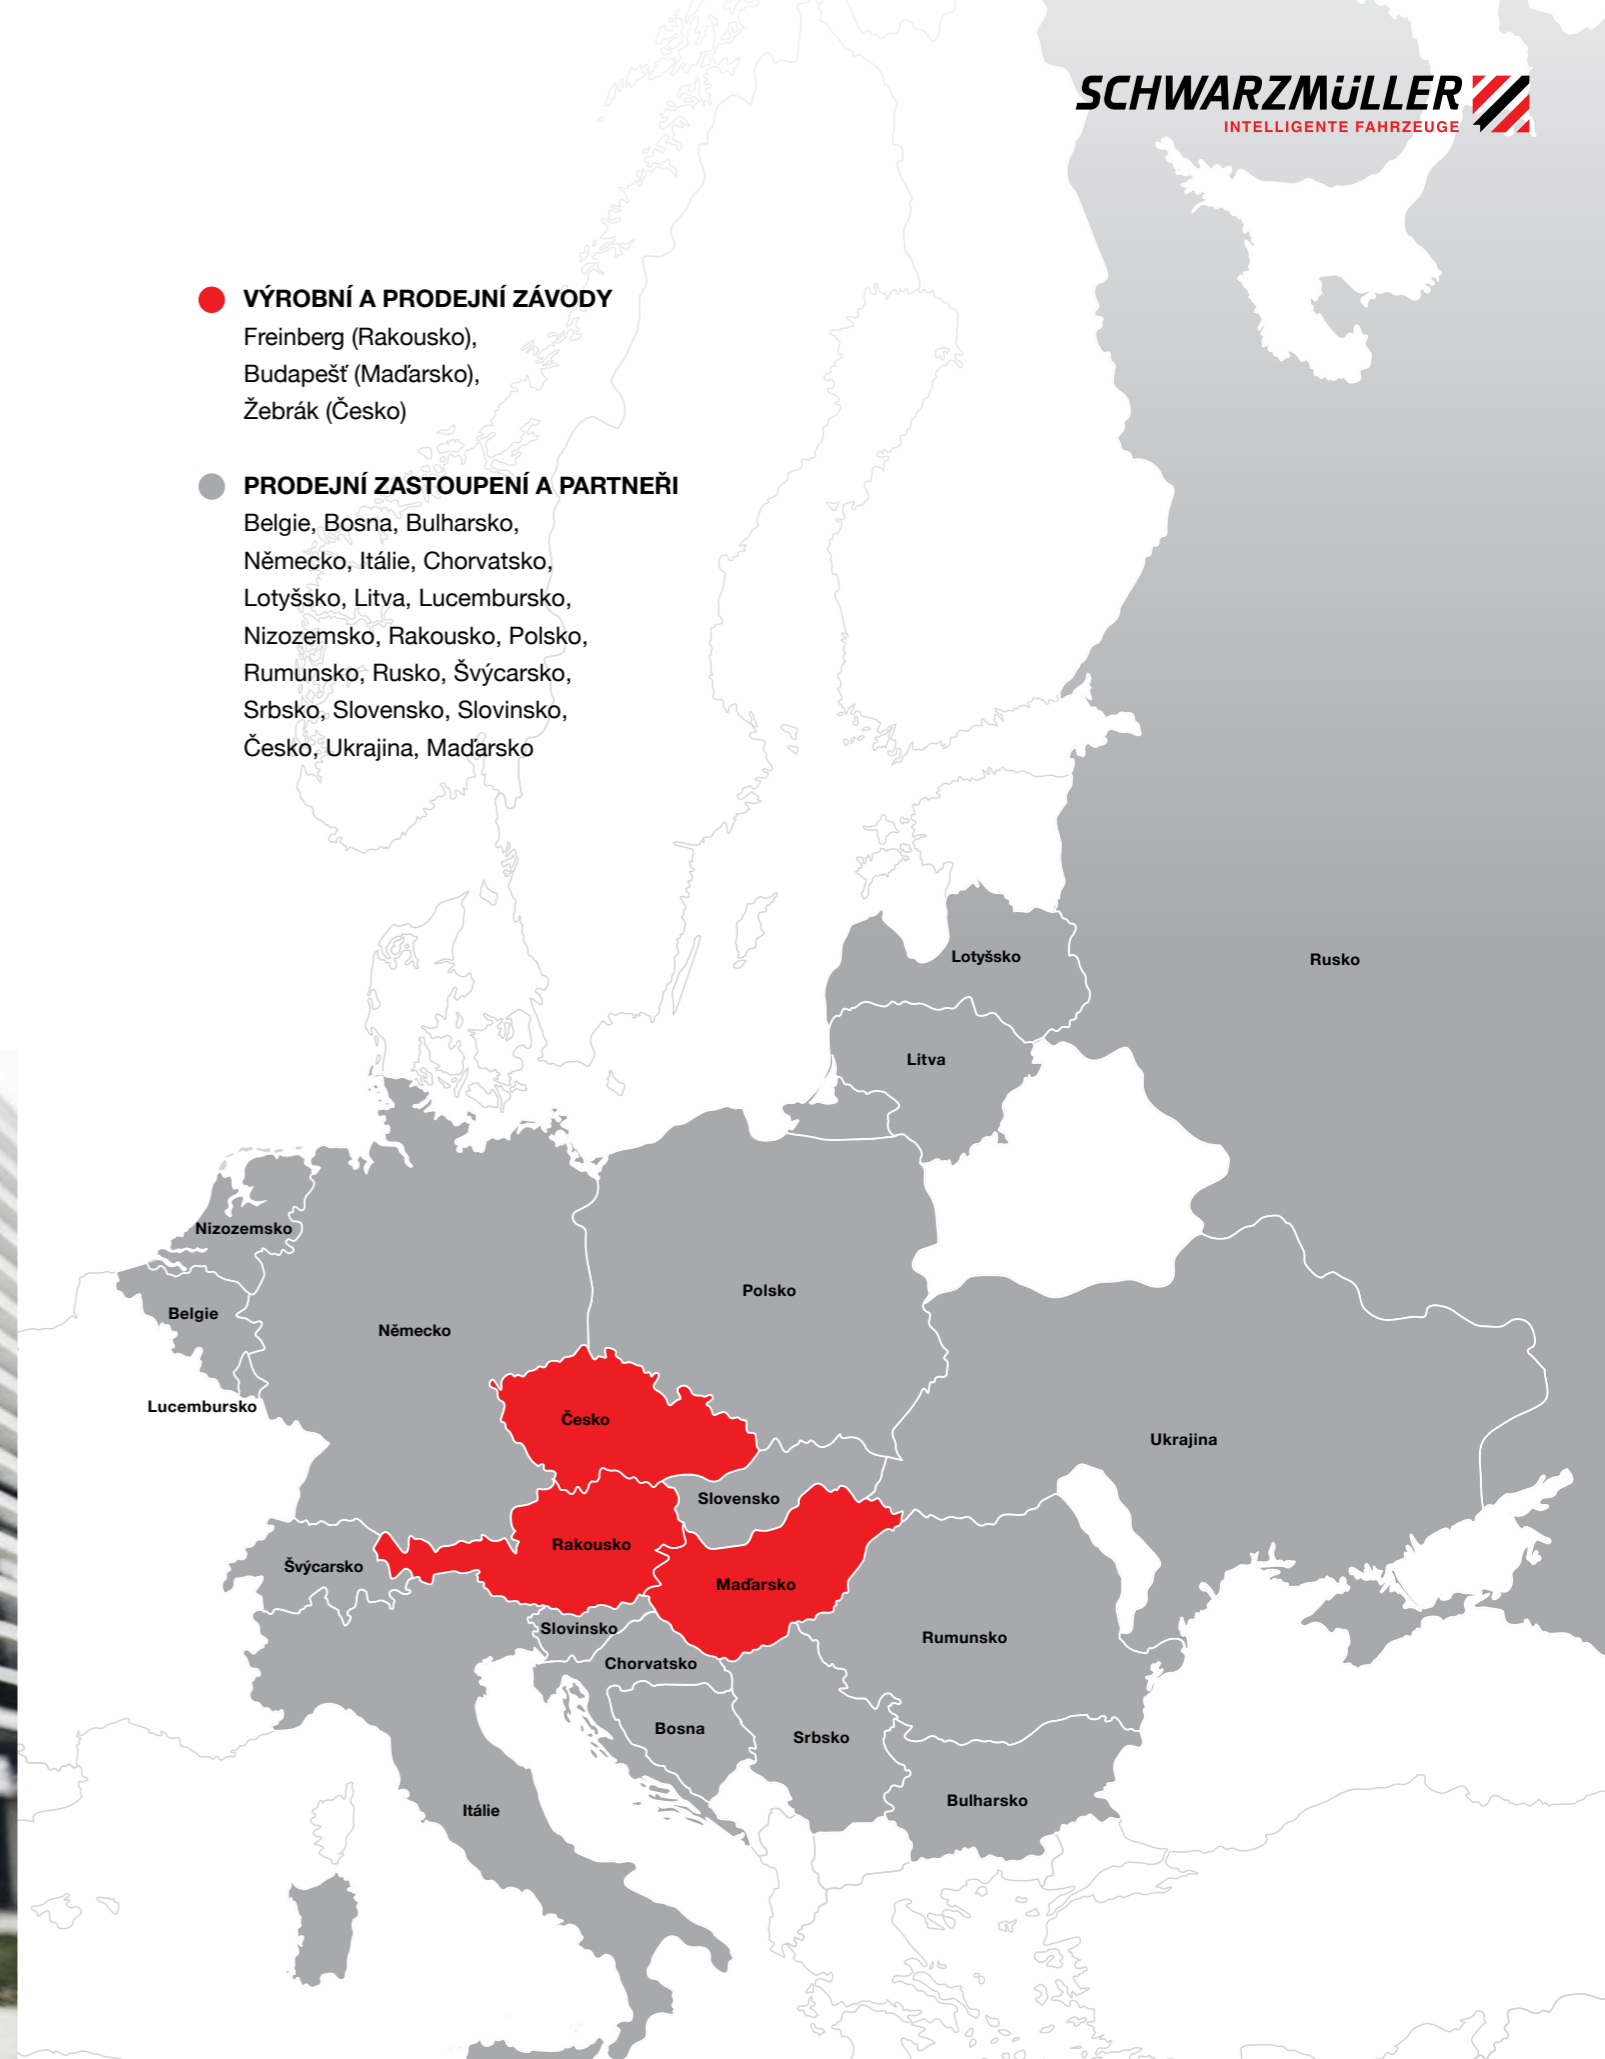 SCHWARZMÜLLER
INTELLIGENTE FAHRZEUGE
VÝROBNÍ A PRODEJNÍ ZÁVODY
Freinberg (Rakousko),
Budapešť (Maďarsko),
Žebrák (Česko)
PRODEJNÍ ZASTOUPENÍ A PARTNEŘI
Belgie, Bosna, Bulharsko,
Německo, Itálie, Chorvatsko,
Lotyšsko, Litva, Lucembursko,
Nizozemsko, Rakousko, Polsko,
Rumunsko, Rusko, Švýcarsko,
Srbsko, Slovensko, Slovinsko,
Česko, Ukrajina, Maďarsko
Lotyšsko
Rusko
Litva
Nizozemsko
Polsko
Belgie
Německo
Lucembursko
Česko
Ukrajina
Slovensko
Rakousko
Švýcarsko
Maďarsko
Slovinsko
Rumunsko
Chorvatsko
Bosna
Srbsko
Bulharsko
Itálie